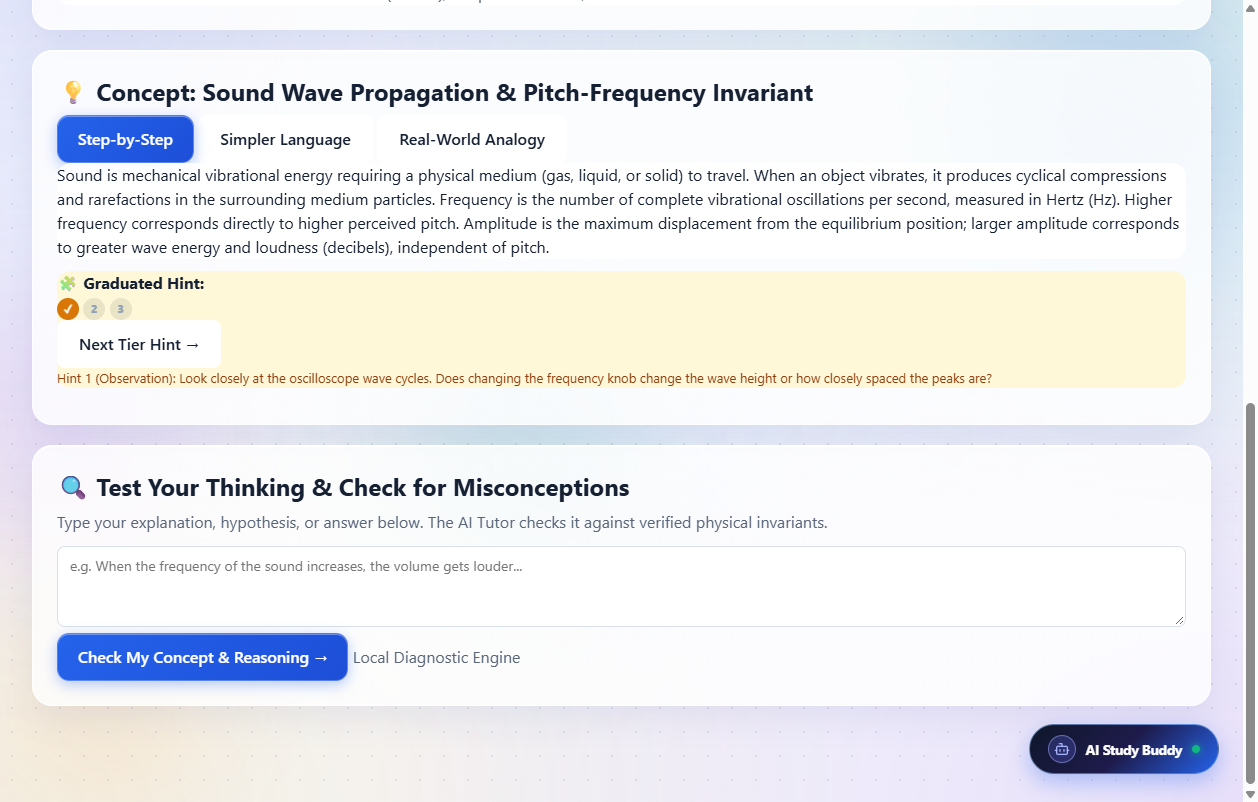 Concept: Sound Wave Propagation & Pitch-Frequency Invariant
Step-by-Step
Simpler Language
Real-World Analogy
Sound is mechanical vibrational energy requiring a physical medium (gas, liquid, or solid) to travel. When an object vibrates, it produces cyclical compressions
and rarefactions in the surrounding medium particles. Frequency is the number of complete vibrational oscillations per second, measured in Hertz (Hz). Higher
frequency corresponds directly to higher perceived pitch. Amplitude is the maximum displacement from the equilibrium position; larger amplitude corresponds
to greater wave energy and loudness (decibels), independent of pitch.
Graduated Hint:
✓ 2 3
Next Tier Hint →
Hint 1 (Observation): Look closely at the oscilloscope wave cycles. Does changing the frequency knob change the wave height or how closely spaced the peaks are?
Test Your Thinking & Check for Misconceptions
Type your explanation, hypothesis, or answer below. The AI Tutor checks it against verified physical invariants.
e.g. When the frequency of the sound increases, the volume gets louder...
Check My Concept & Reasoning →
Local Diagnostic Engine
AI Study Buddy